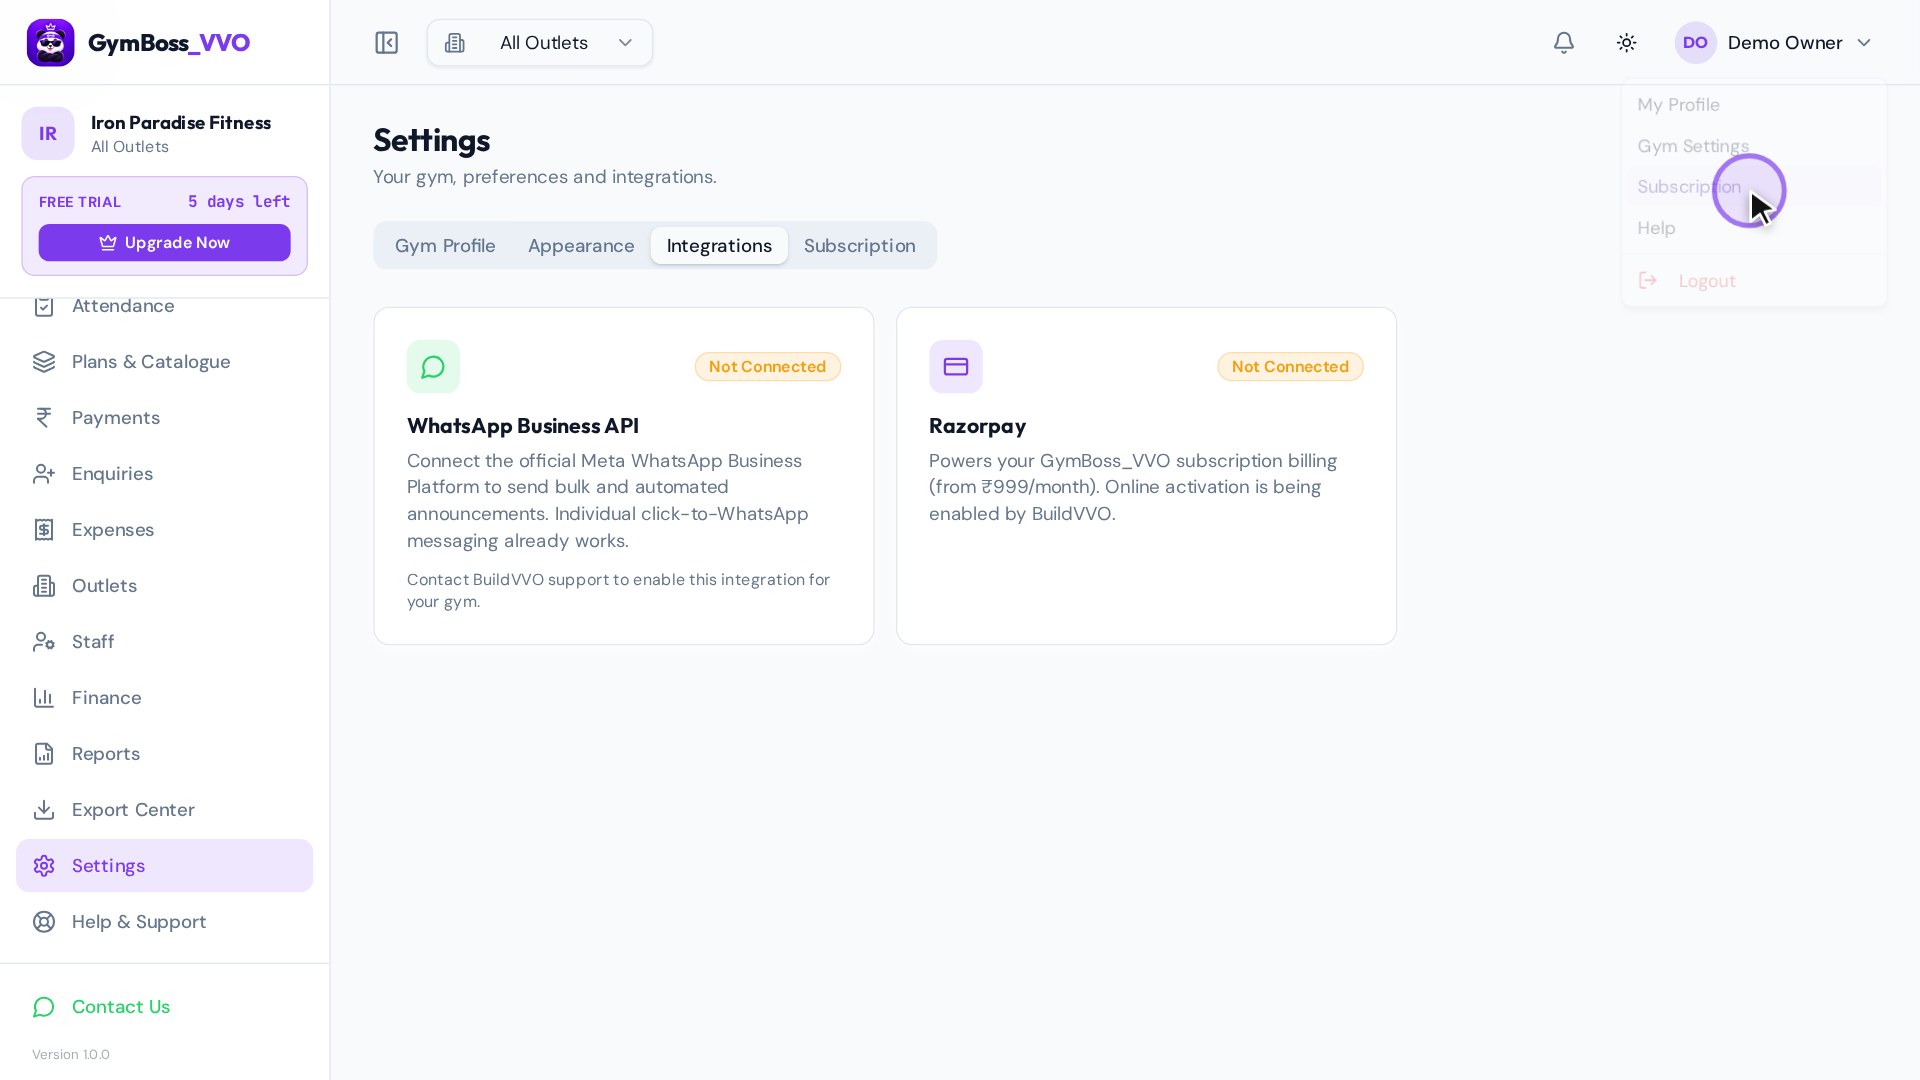 GymBoss_VVO
All Outlets
DO
Demo Owner
IR
Iron Paradise Fitness
All Outlets
FREE TRIAL
5 days left
Upgrade Now
Attendance
Plans & Catalogue
Payments
Enquiries
Expenses
Outlets
Staff
Finance
Reports
Export Center
Settings
Help & Support
Contact Us
Version 1.0.0
My Profile
Gym Settings
Subscription
Help
Logout
Settings
Your gym, preferences and integrations.
Gym Profile
Appearance
Integrations
Subscription
Not Connected
WhatsApp Business API
Connect the official Meta WhatsApp Business
Platform to send bulk and automated
announcements. Individual click-to-WhatsApp
messaging already works.
Contact BuildVVO support to enable this integration for
your gym.
Not Connected
Razorpay
Powers your GymBoss_VVO subscription billing
(from ₹999/month). Online activation is being
enabled by BuildVVO.